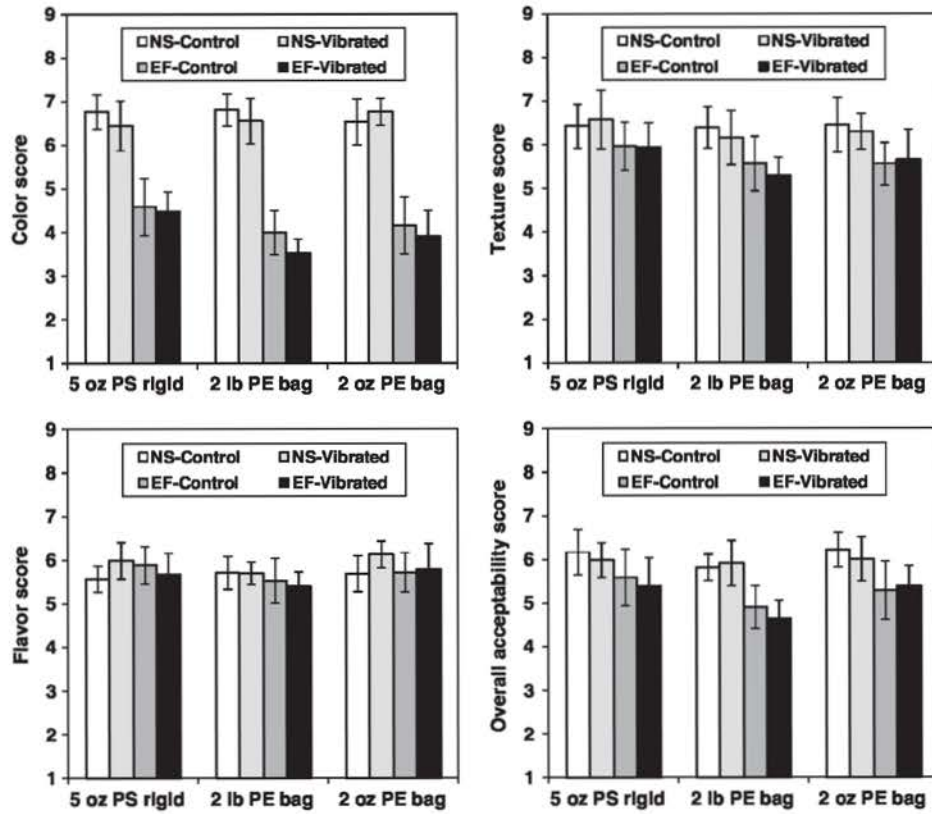 Color score
9
8
7
6
5
4
3
2
1
NS-Control NS-Vibrated
EF-Control EF-Vibrated
5 oz PS rigid 2 lb PE bag 2 oz PE bag
Texture score
9
8
7
6
5
4
3
2
1
NS-Control NS-Vibrated
EF-Control EF-Vibrated
5 oz PS rigid 2 lb PE bag 2 oz PE bag
Flavor score
9
8
7
6
5
4
3
2
1
NS-Control NS-Vibrated
EF-Control EF-Vibrated
5 oz PS rigid 2 lb PE bag 2 oz PE bag
Overall acceptability score
9
8
7
6
5
4
3
2
1
NS-Control NS-Vibrated
EF-Control EF-Vibrated
5 oz PS rigid 2 lb PE bag 2 oz PE bag